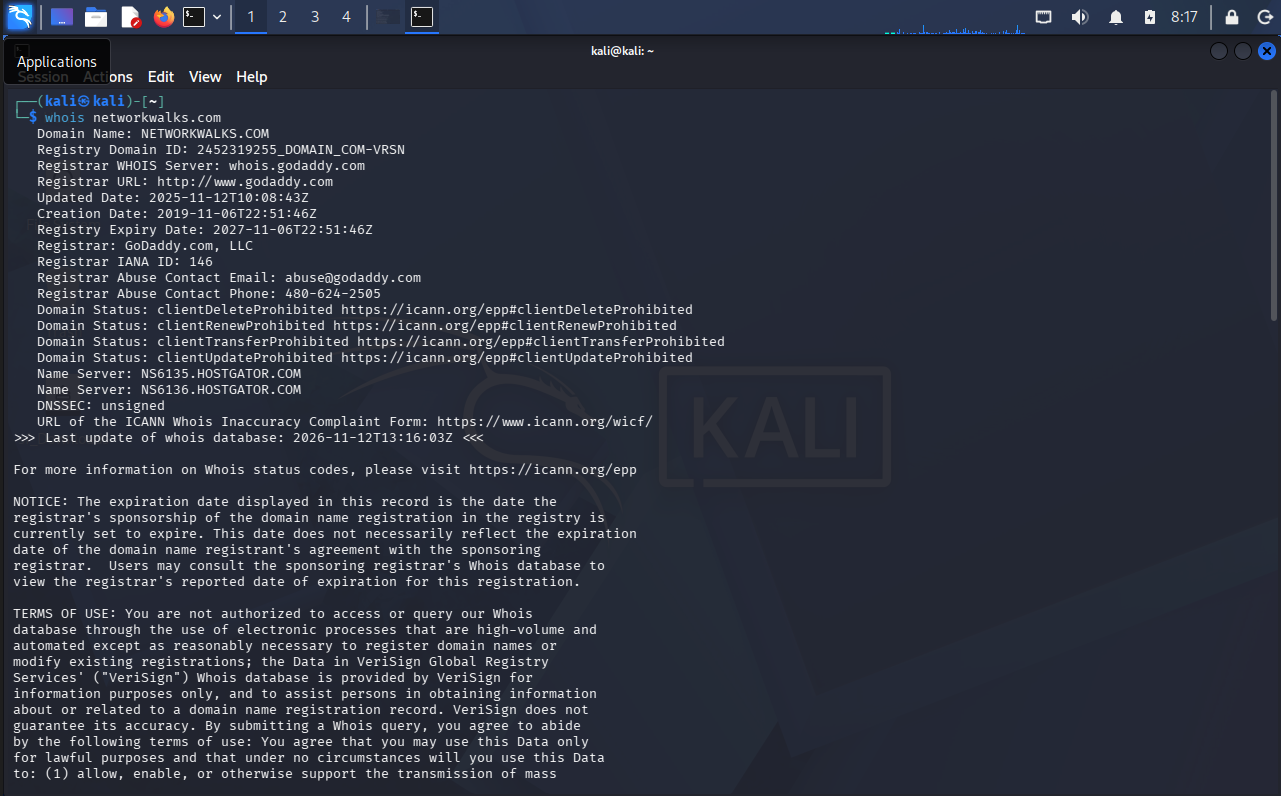 1 2 3 4 8:17
kali@kali: ~
Applications
Session Actions Edit View Help
┌──(kali㉿kali)-[~]
└─$ whois networkwalks.com
   Domain Name: NETWORKWALKS.COM
   Registry Domain ID: 2452319255_DOMAIN_COM-VRSN
   Registrar WHOIS Server: whois.godaddy.com
   Registrar URL: http://www.godaddy.com
   Updated Date: 2025-11-12T10:08:43Z
   Creation Date: 2019-11-06T22:51:46Z
   Registry Expiry Date: 2027-11-06T22:51:46Z
   Registrar: GoDaddy.com, LLC
   Registrar IANA ID: 146
   Registrar Abuse Contact Email: abuse@godaddy.com
   Registrar Abuse Contact Phone: 480-624-2505
   Domain Status: clientDeleteProhibited https://icann.org/epp#clientDeleteProhibited
   Domain Status: clientRenewProhibited https://icann.org/epp#clientRenewProhibited
   Domain Status: clientTransferProhibited https://icann.org/epp#clientTransferProhibited
   Domain Status: clientUpdateProhibited https://icann.org/epp#clientUpdateProhibited
   Name Server: NS6135.HOSTGATOR.COM
   Name Server: NS6136.HOSTGATOR.COM
   DNSSEC: unsigned
   URL of the ICANN Whois Inaccuracy Complaint Form: https://www.icann.org/wicf/
>>> Last update of whois database: 2026-11-12T13:16:03Z <<<

For more information on Whois status codes, please visit https://icann.org/epp

NOTICE: The expiration date displayed in this record is the date the
registrar's sponsorship of the domain name registration in the registry is
currently set to expire. This date does not necessarily reflect the expiration
date of the domain name registrant's agreement with the sponsoring
registrar.  Users may consult the sponsoring registrar's Whois database to
view the registrar's reported date of expiration for this registration.

TERMS OF USE: You are not authorized to access or query our Whois
database through the use of electronic processes that are high-volume and
automated except as reasonably necessary to register domain names or
modify existing registrations; the Data in VeriSign Global Registry
Services' ("VeriSign") Whois database is provided by VeriSign for
information purposes only, and to assist persons in obtaining information
about or related to a domain name registration record. VeriSign does not
guarantee its accuracy. By submitting a Whois query, you agree to abide
by the following terms of use: You agree that you may use this Data only
for lawful purposes and that under no circumstances will you use this Data
to: (1) allow, enable, or otherwise support the transmission of mass
KALI